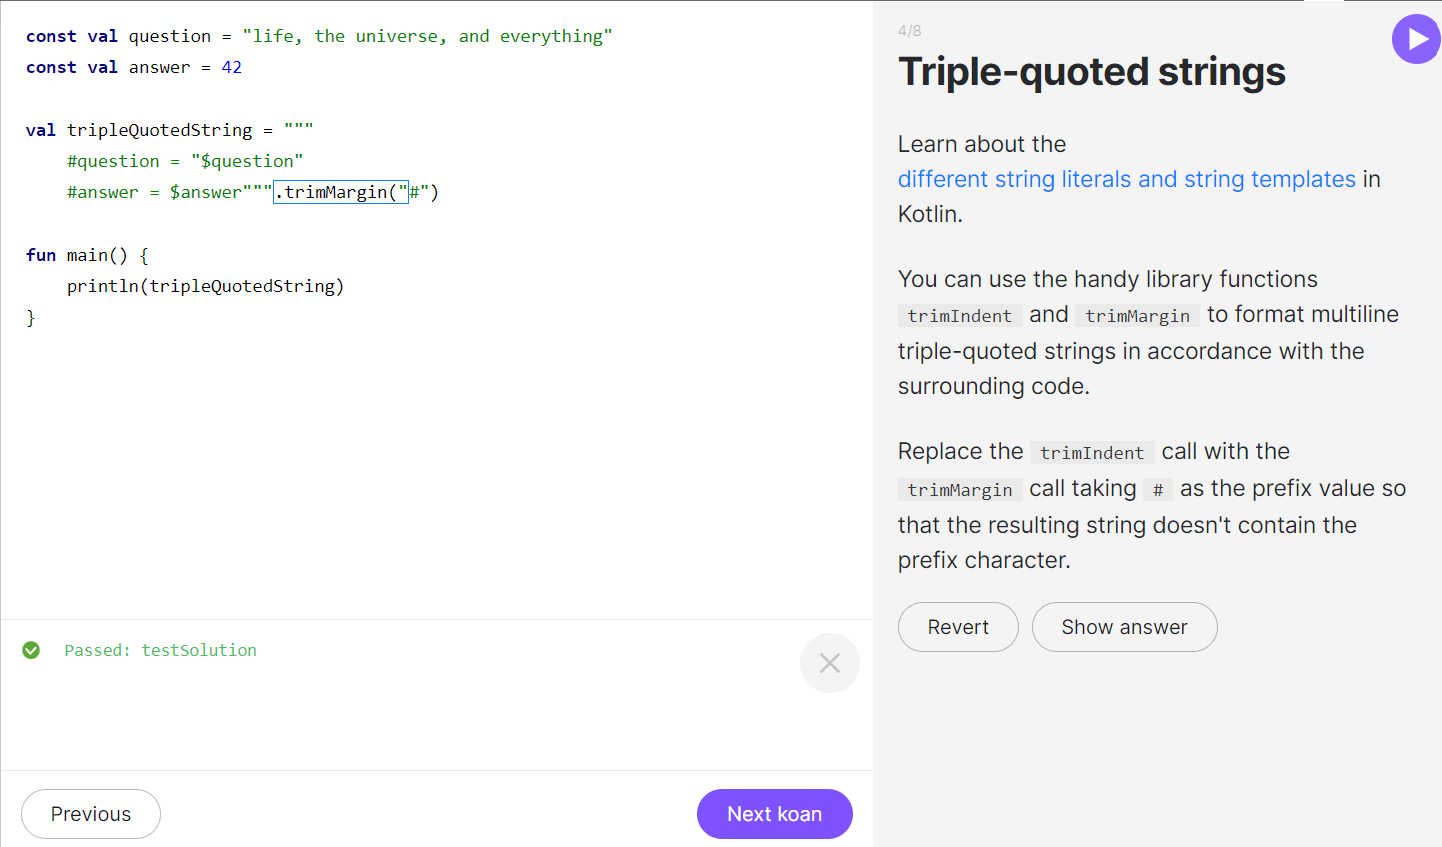 const val question = "life, the universe, and everything"
const val answer = 42
val tripleQuotedString = """
#question = "$question"
#answer = $answer""".trimMargin("#")
fun main() {
println(tripleQuotedString)
}
Passed: testSolution
Previous
Next koan
4/8
Triple-quoted strings
Learn about the
different string literals and string templates in
Kotlin.
You can use the handy library functions
trimIndent and trimMargin to format multiline
triple-quoted strings in accordance with the
surrounding code.
Replace the trimIndent call with the
trimMargin call taking # as the prefix value so
that the resulting string doesn't contain the
prefix character.
Revert
Show answer